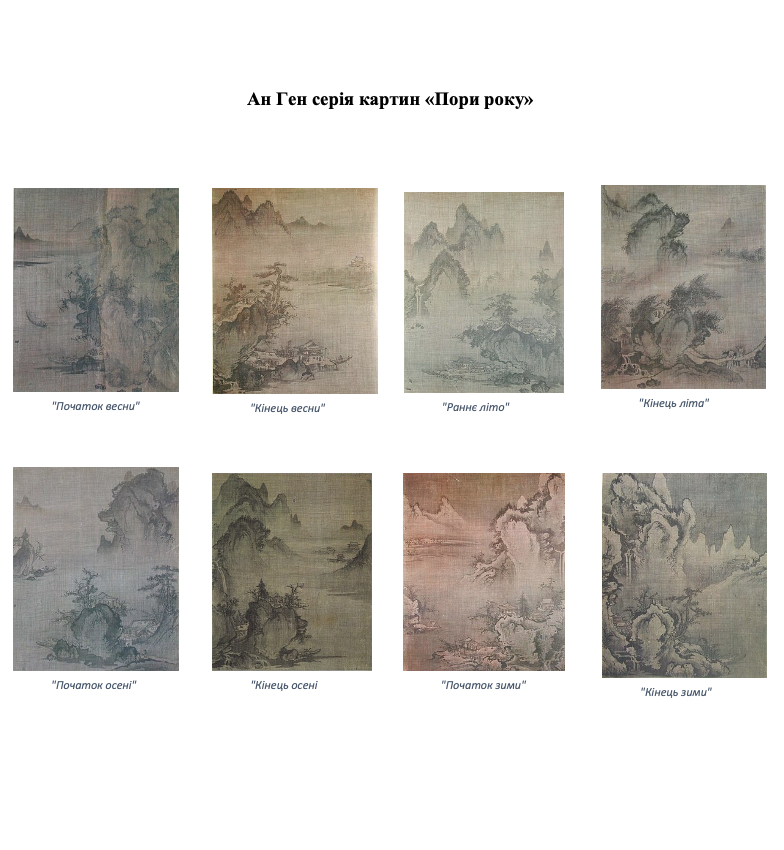 Ан Ген серія картин «Пори року»
"Початок весни"
"Кінець весни"
"Раннє літо"
"Кінець літа"
"Початок осені"
"Кінець осені
"Початок зими"
"Кінець зими"